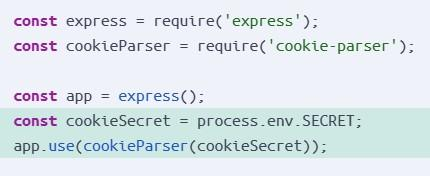 const express = require('express');
const cookieParser = require('cookie-parser');
const app = express();
const cookieSecret = process.env.SECRET;
app.use(cookieParser(cookieSecret));